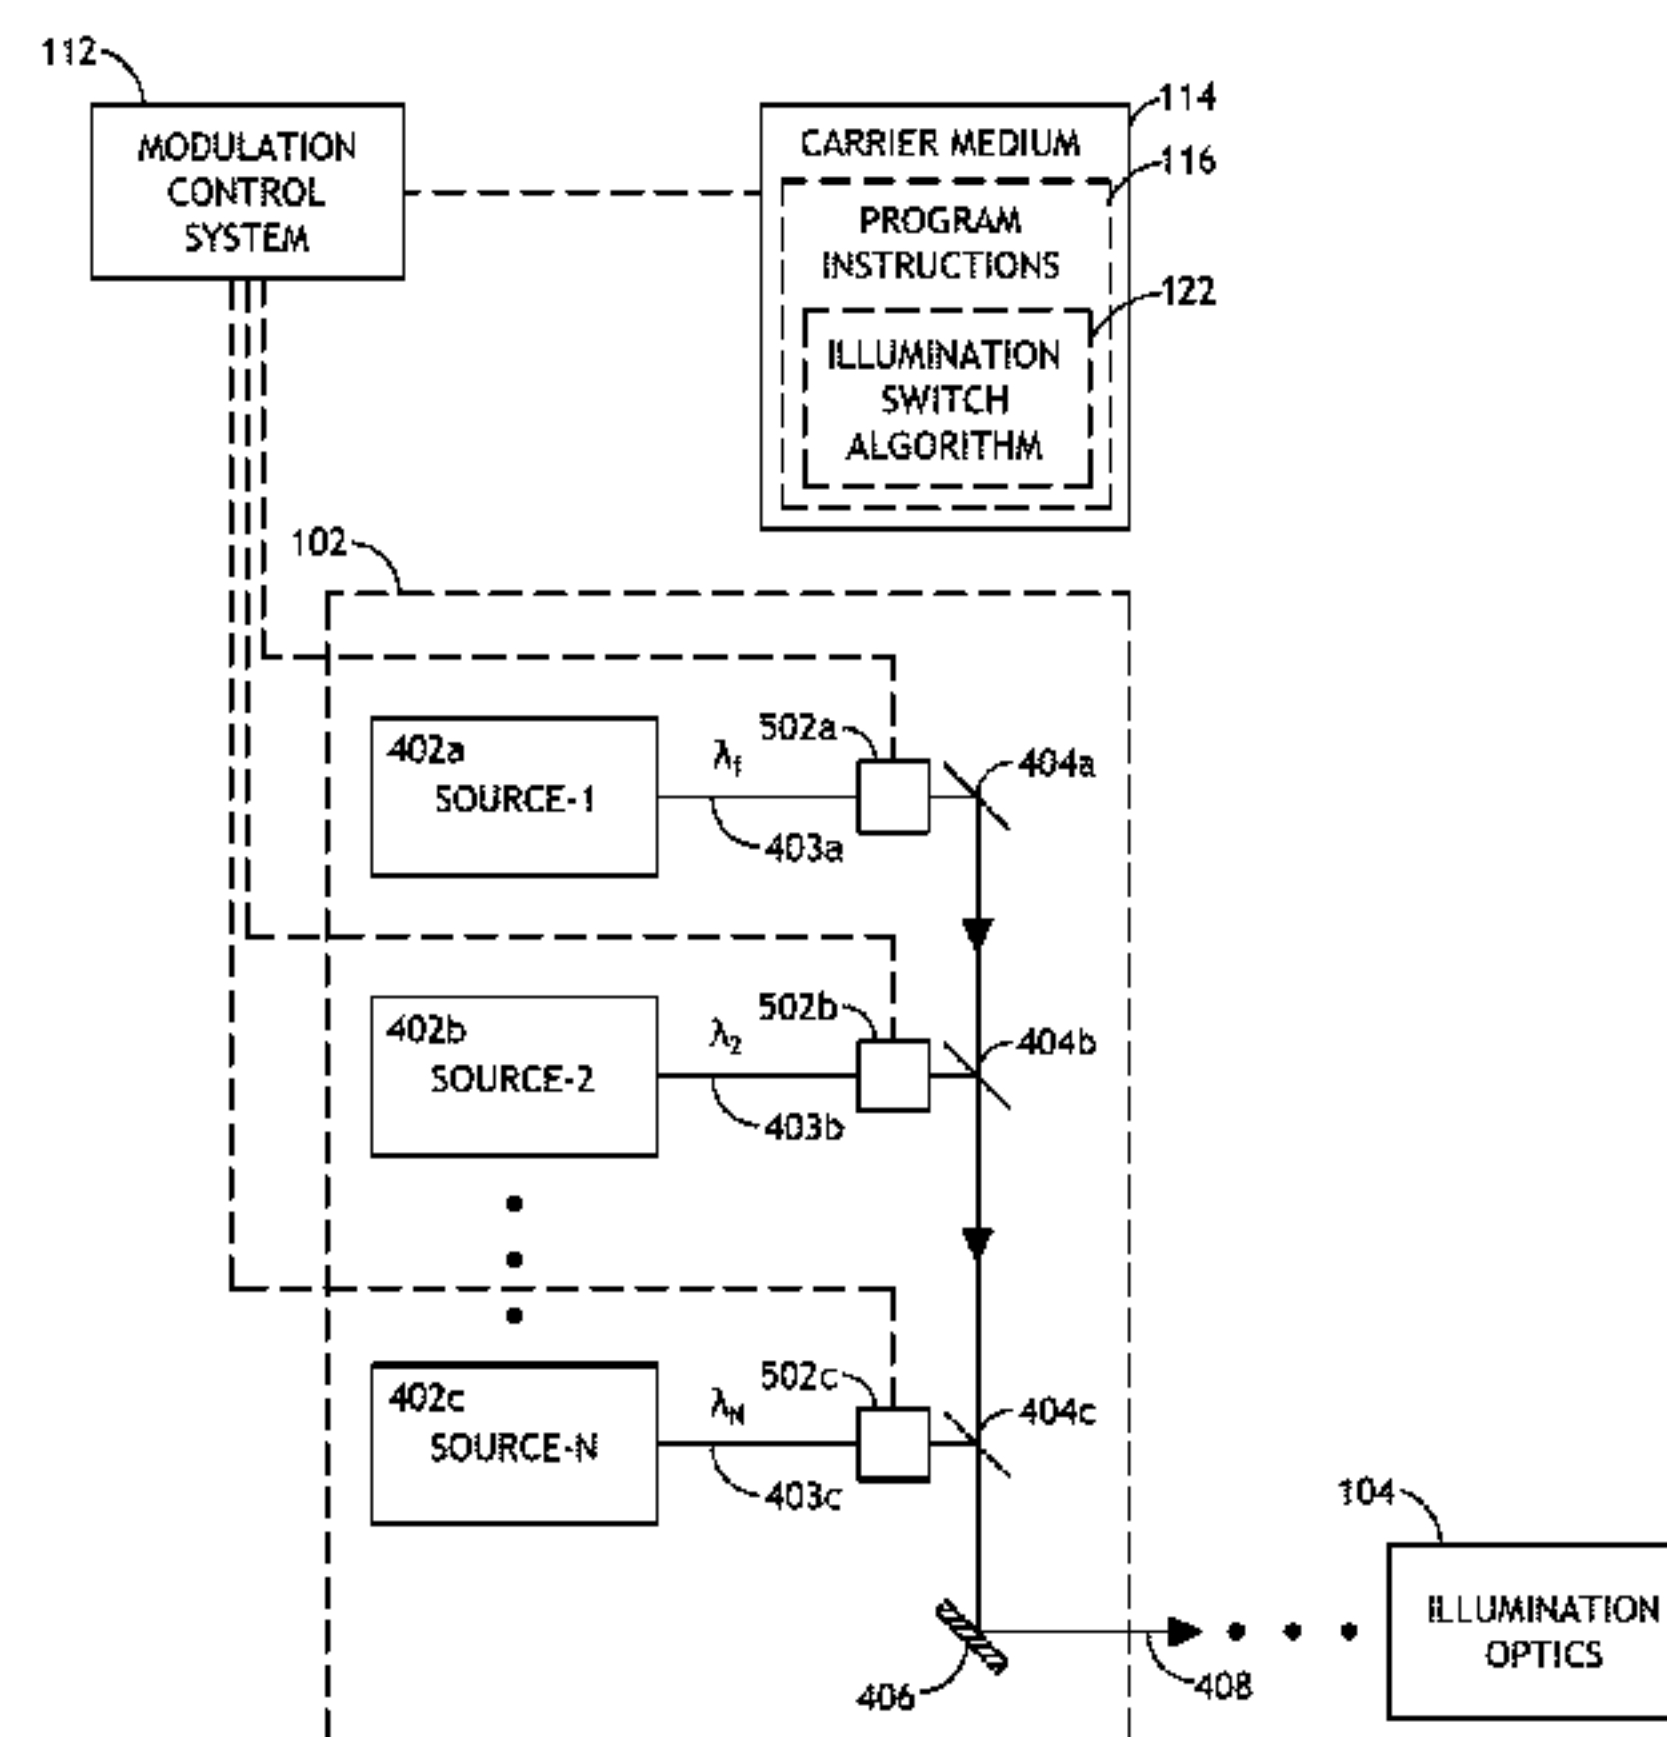 112
MODULATION
CONTROL
SYSTEM
114
CARRIER MEDIUM
116
PROGRAM
INSTRUCTIONS
122
ILLUMINATION
SWITCH
ALGORITHM
102
402a
SOURCE-1
λ1
403a
502a
404a
402b
SOURCE-2
λ2
403b
502b
404b
402c
SOURCE-N
λN
403c
502c
404c
406
408
104
ILLUMINATION
OPTICS